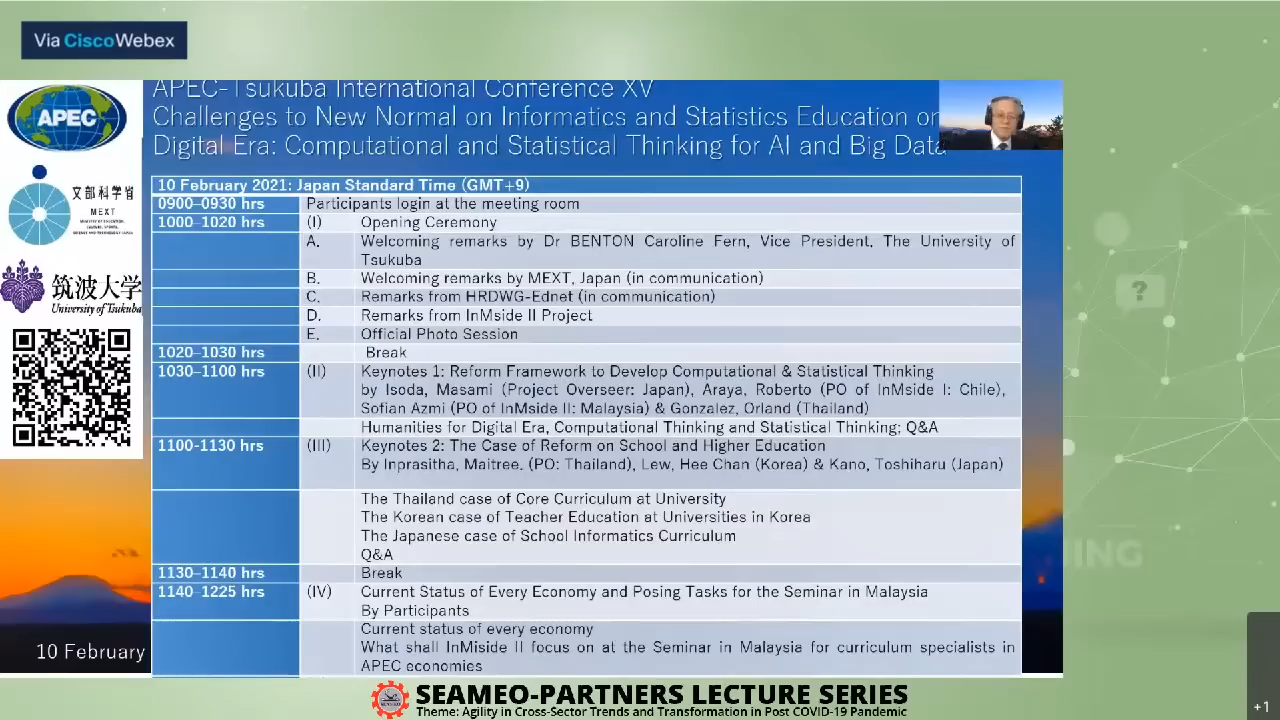 Via CiscoWebex
APEC-Tsukuba International Conference XV
Challenges to New Normal on Informatics and Statistics Education on
Digital Era: Computational and Statistical Thinking for AI and Big Data
APEC
文部科学省
MEXT
筑波大学
University of Tsukuba
10 February 2021: Japan Standard Time (GMT+9)
0900–0930 hrs Participants login at the meeting room
1000–1020 hrs (I) Opening Ceremony
A. Welcoming remarks by Dr BENTON Caroline Fern, Vice President, The University of
Tsukuba
B. Welcoming remarks by MEXT, Japan (in communication)
C. Remarks from HRDWG-Ednet (in communication)
D. Remarks from InMside II Project
E. Official Photo Session
1020–1030 hrs Break
1030–1100 hrs (II) Keynotes 1: Reform Framework to Develop Computational & Statistical Thinking
by Isoda, Masami (Project Overseer: Japan), Araya, Roberto (PO of InMside I: Chile),
Sofian Azmi (PO of InMside II: Malaysia) & Gonzalez, Orland (Thailand)
Humanities for Digital Era, Computational Thinking and Statistical Thinking; Q&A
1100-1130 hrs (III) Keynotes 2: The Case of Reform on School and Higher Education
By Inprasitha, Maitree. (PO: Thailand), Lew, Hee Chan (Korea) & Kano, Toshiharu (Japan)
The Thailand case of Core Curriculum at University
The Korean case of Teacher Education at Universities in Korea
The Japanese case of School Informatics Curriculum
Q&A
1130-1140 hrs Break
1140–1225 hrs (IV) Current Status of Every Economy and Posing Tasks for the Seminar in Malaysia
By Participants
Current status of every economy
What shall InMiside II focus on at the Seminar in Malaysia for curriculum specialists in
APEC economies
10 February
?
NING
+1
SEAMEO-PARTNERS LECTURE SERIES
Theme: Agility in Cross-Sector Trends and Transformation in Post COVID-19 Pandemic